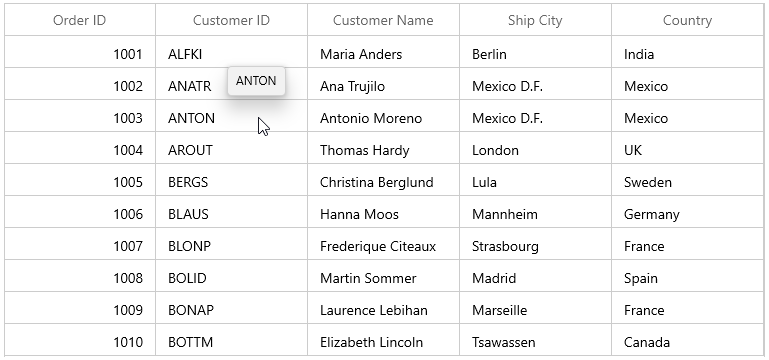 Order ID Customer ID Customer Name Ship City Country
1001 ALFKI Maria Anders Berlin India
1002 ANATR Ana Trujilo Mexico D.F. Mexico
ANTON
1003 ANTON Antonio Moreno Mexico D.F. Mexico
1004 AROUT Thomas Hardy London UK
1005 BERGS Christina Berglund Lula Sweden
1006 BLAUS Hanna Moos Mannheim Germany
1007 BLONP Frederique Citeaux Strasbourg France
1008 BOLID Martin Sommer Madrid Spain
1009 BONAP Laurence Lebihan Marseille France
1010 BOTTM Elizabeth Lincoln Tsawassen Canada